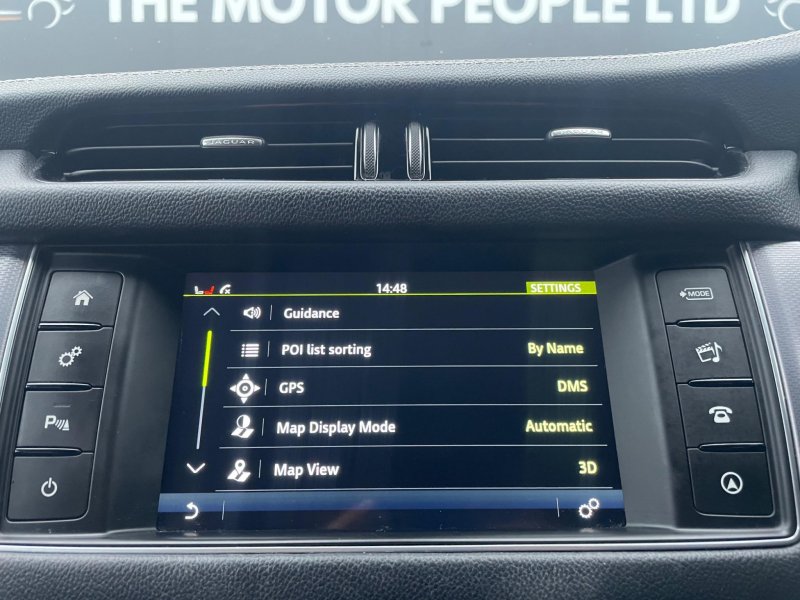 THE MOTOR PEOPLE LTD
JAGUAR
JAGUAR
14:48
SETTINGS
Guidance
POI list sorting
By Name
GPS
DMS
Map Display Mode
Automatic
Map View
3D
MODE
P